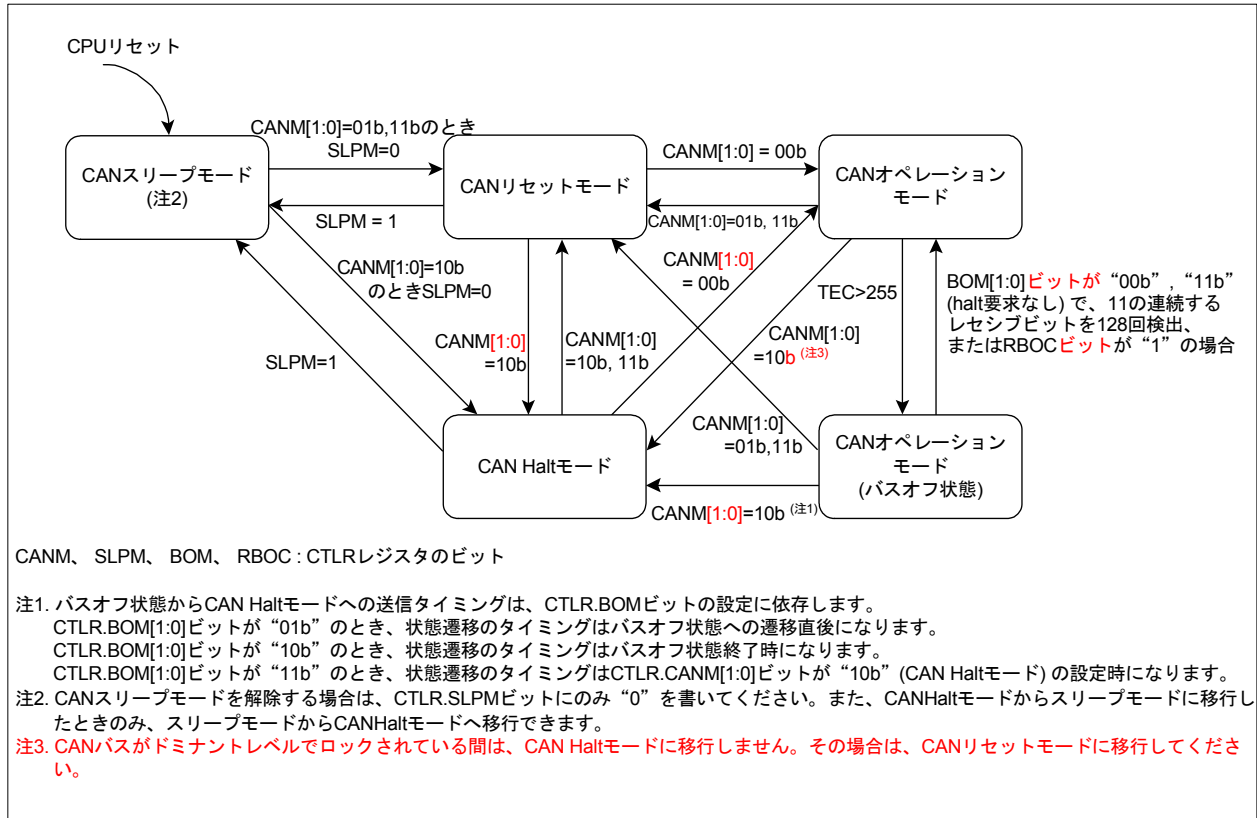 CPUリセット
CANM[1:0]=01b,11bのとき
SLPM=0
CANスリープモード
(注2)
SLPM = 1
CANリセットモード
CANM[1:0] = 00b
CANM[1:0]=01b, 11b
CANオペレーション
モード
CANM[1:0]=10b
のときSLPM=0
SLPM=1
CANM[1:0]
=10b
CANM[1:0]
=10b, 11b
CANM[1:0]
= 00b
CANM[1:0]
=10b (注3)
TEC>255
BOM[1:0]ビットが“00b”, “11b”
(halt要求なし) で、11の連続する
レセシブビットを128回検出、
またはRBOCビットが“1”の場合
CANM[1:0]
=01b,11b
CAN Haltモード
CANM[1:0]=10b (注1)
CANオペレーション
モード
(バスオフ状態)
CANM、 SLPM、 BOM、 RBOC : CTLRレジスタのビット
注1. バスオフ状態からCAN Haltモードへの送信タイミングは、CTLR.BOMビットの設定に依存します。
CTLR.BOM[1:0]ビットが“01b”のとき、状態遷移のタイミングはバスオフ状態への遷移直後になります。
CTLR.BOM[1:0]ビットが“10b”のとき、状態遷移のタイミングはバスオフ状態終了時になります。
CTLR.BOM[1:0]ビットが“11b”のとき、状態遷移のタイミングはCTLR.CANM[1:0]ビットが“10b”(CAN Haltモード) の設定時になります。
注2. CANスリープモードを解除する場合は、CTLR.SLPMビットにのみ“0”を書いてください。また、CANHaltモードからスリープモードに移行し
たときのみ、スリープモードからCANHaltモードへ移行できます。
注3. CANバスがドミナントレベルでロックされている間は、CAN Haltモードに移行しません。その場合は、CANリセットモードに移行してくださ
い。